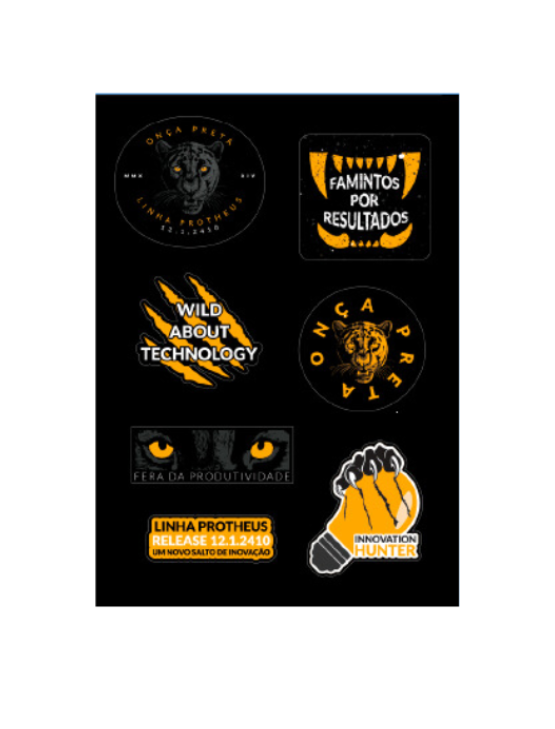 ONÇA PRETA
MMX XIV
LINHA PROTHEUS
12.1.2410
FAMINTOS
POR
RESULTADOS
WILD
ABOUT
TECHNOLOGY
ONÇA PRETA
FERA DA PRODUTIVIDADE
LINHA PROTHEUS
RELEASE 12.1.2410
UM NOVO SALTO DE INOVAÇÃO
INNOVATION
HUNTER